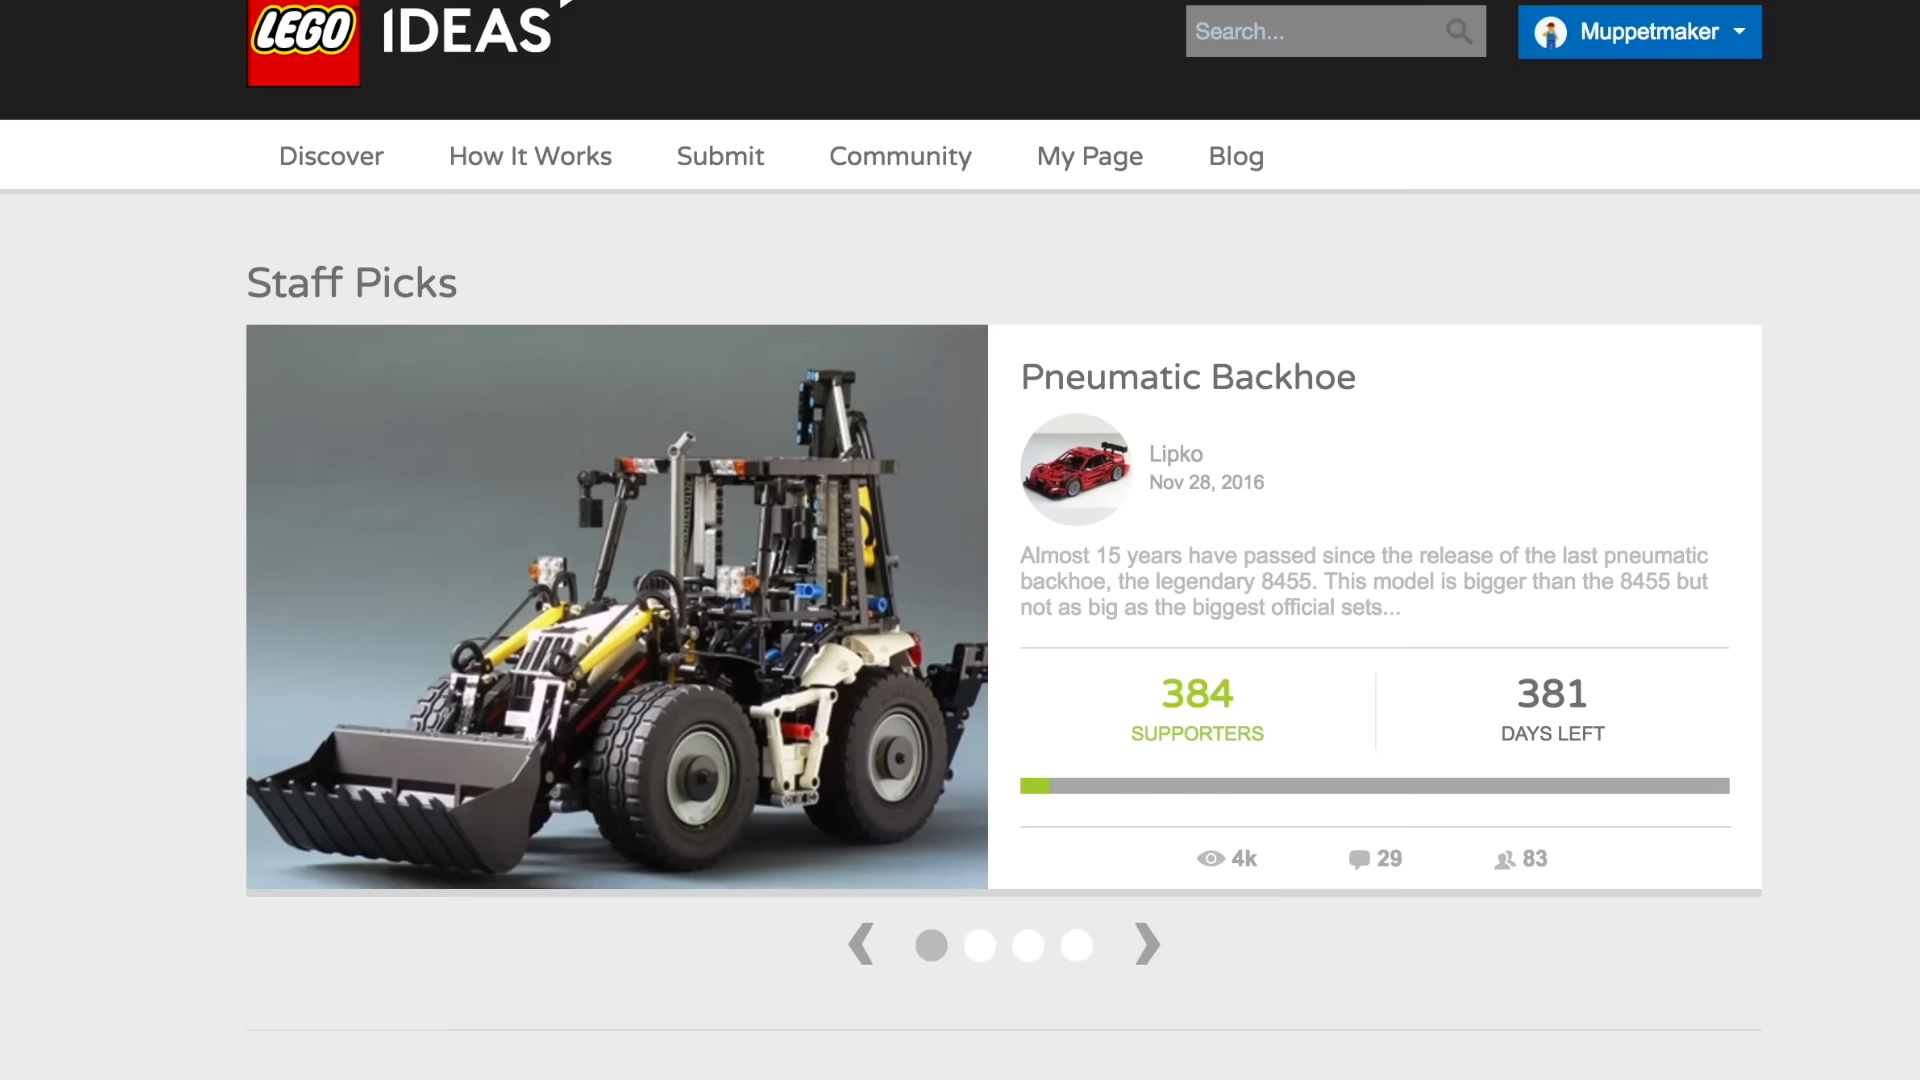 LEGO IDEAS
Search...
Muppetmaker
Discover How It Works Submit Community My Page Blog
Staff Picks
Pneumatic Backhoe
Lipko
Nov 28, 2016
Almost 15 years have passed since the release of the last pneumatic
backhoe, the legendary 8455. This model is bigger than the 8455 but
not as big as the biggest official sets...
384
SUPPORTERS
381
DAYS LEFT
4k 29 83